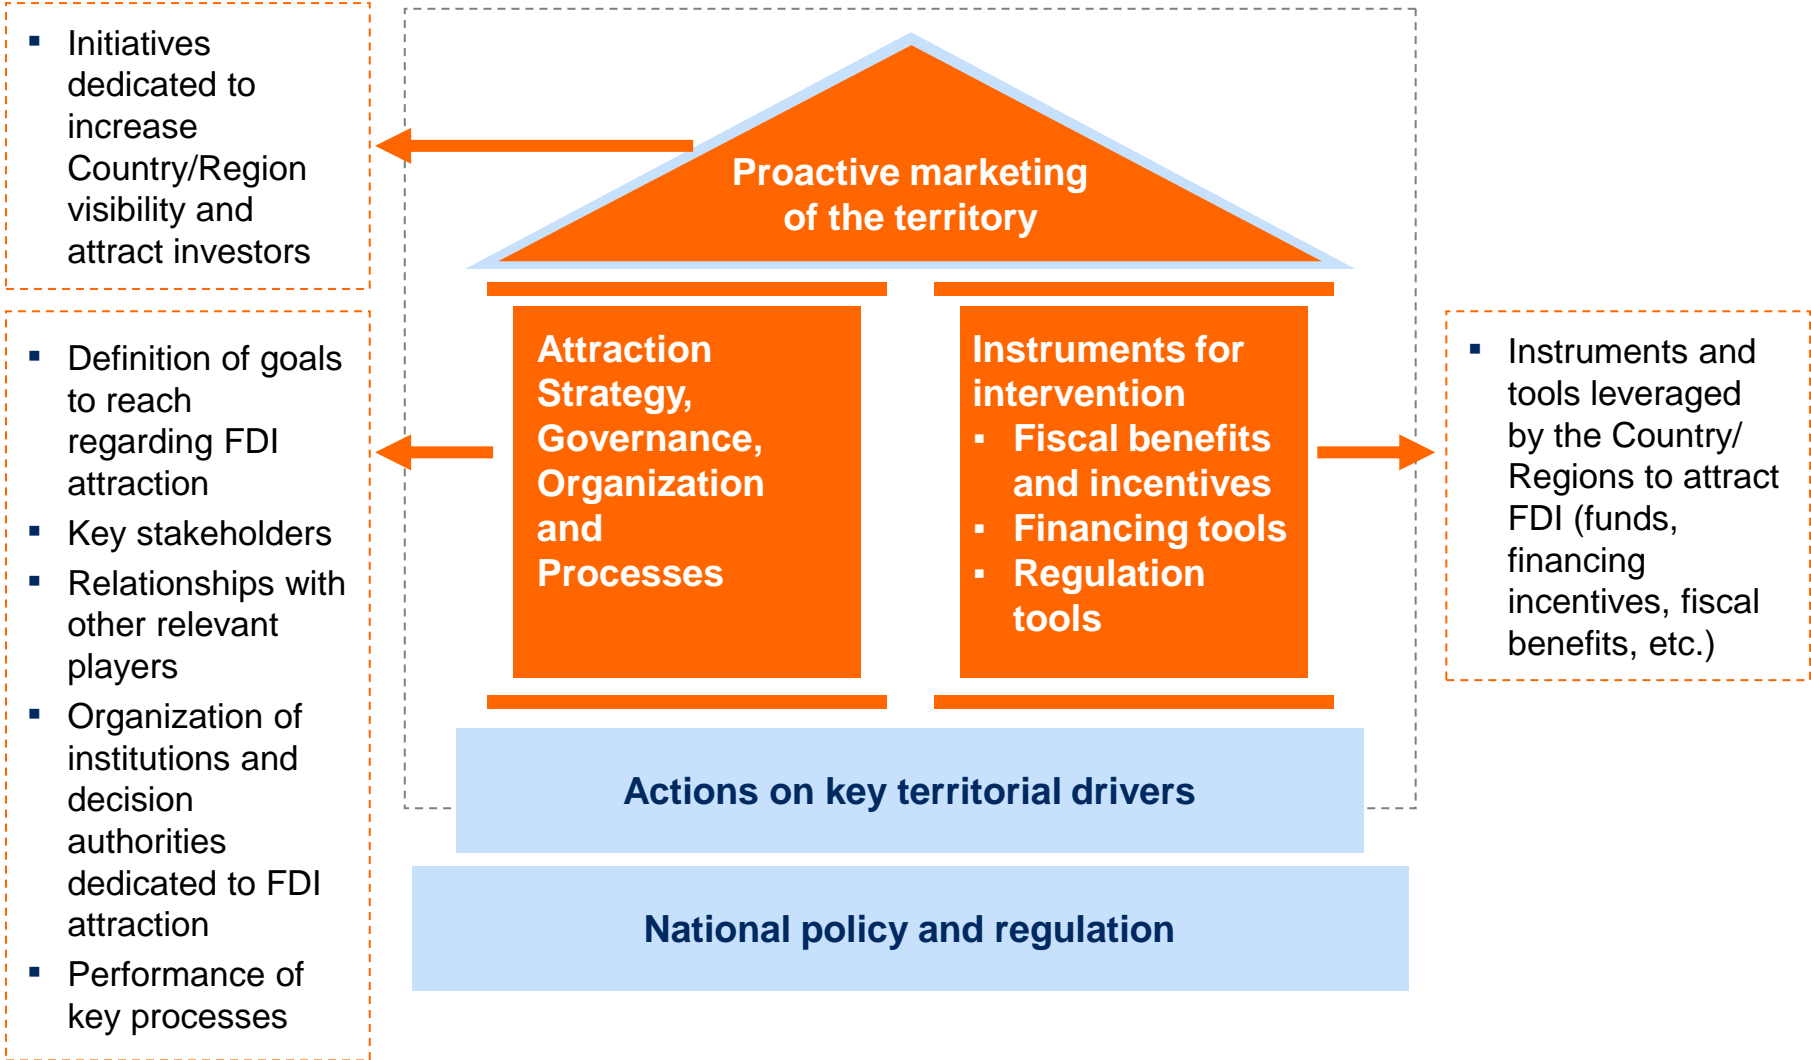 ▪ Initiatives
dedicated to
increase
Country/Region
visibility and
attract investors
Proactive marketing
of the territory
▪ Definition of goals
to reach
regarding FDI
attraction
▪ Key stakeholders
▪ Relationships with
other relevant
players
▪ Organization of
institutions and
decision
authorities
dedicated to FDI
attraction
▪ Performance of
key processes
Attraction
Strategy,
Governance,
Organization
and
Processes
Instruments for
intervention
▪ Fiscal benefits
and incentives
▪ Financing tools
▪ Regulation
tools
▪ Instruments and
tools leveraged
by the Country/
Regions to attract
FDI (funds,
financing
incentives, fiscal
benefits, etc.)
Actions on key territorial drivers
National policy and regulation